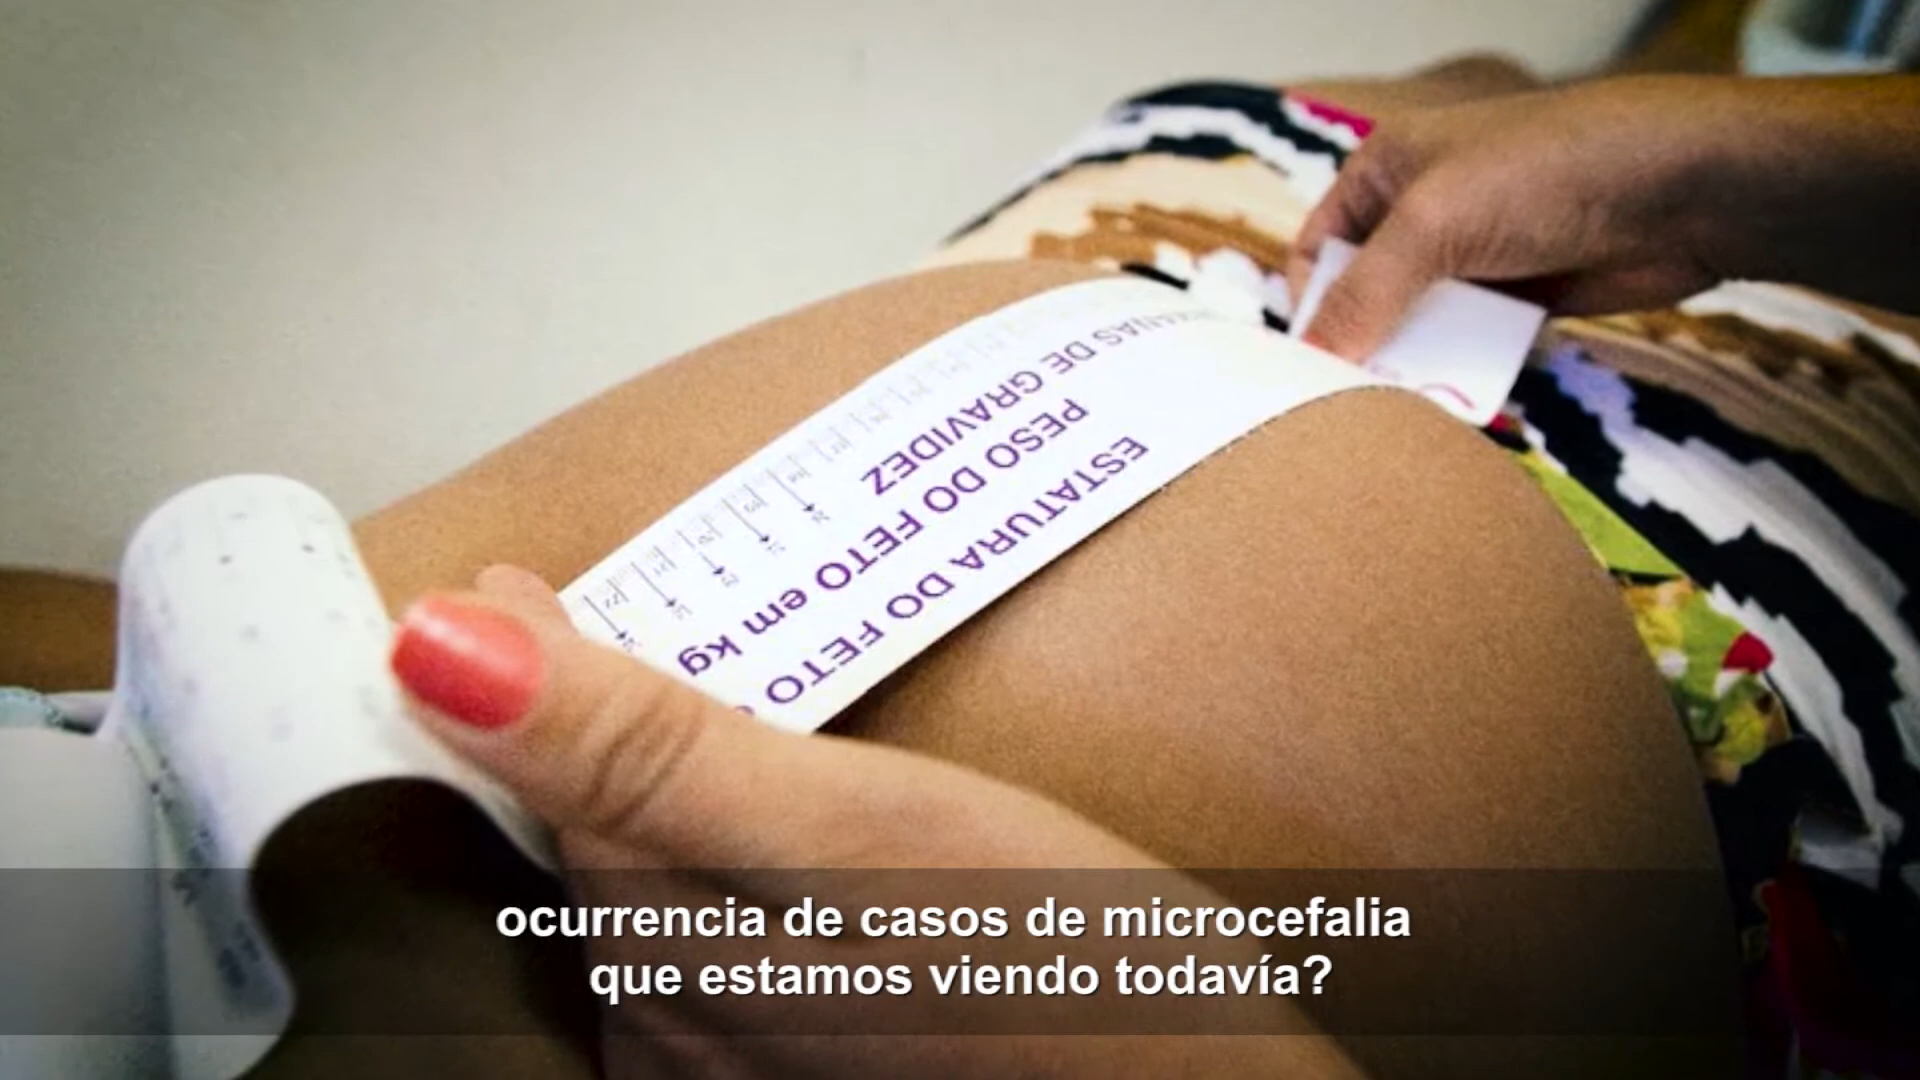 SEMANAS DE GRAVIDEZ
PESO DO FETO em kg
ESTATURA DO FETO
ocurrencia de casos de microcefalia
que estamos viendo todavía?